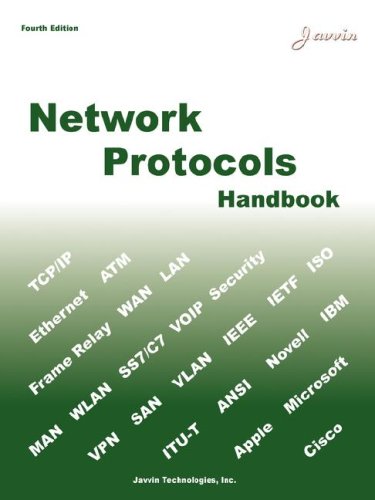 Fourth Edition
Javvin
Network
Protocols
Handbook
TCP/IP
ATM
LAN
Security
ISO
Ethernet
WAN
VOIP
IETF
Frame Relay
SS7/C7
IEEE
IBM
WLAN
VLAN
Novell
MAN
SAN
ANSI
Microsoft
VPN
ITU-T
Apple
Cisco
Javvin Technologies, Inc.